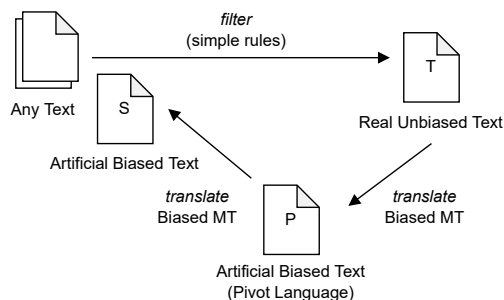 filter
(simple rules)
Any Text
T
Real Unbiased Text
S
Artificial Biased Text
translate
Biased MT
translate
Biased MT
P
Artificial Biased Text
(Pivot Language)